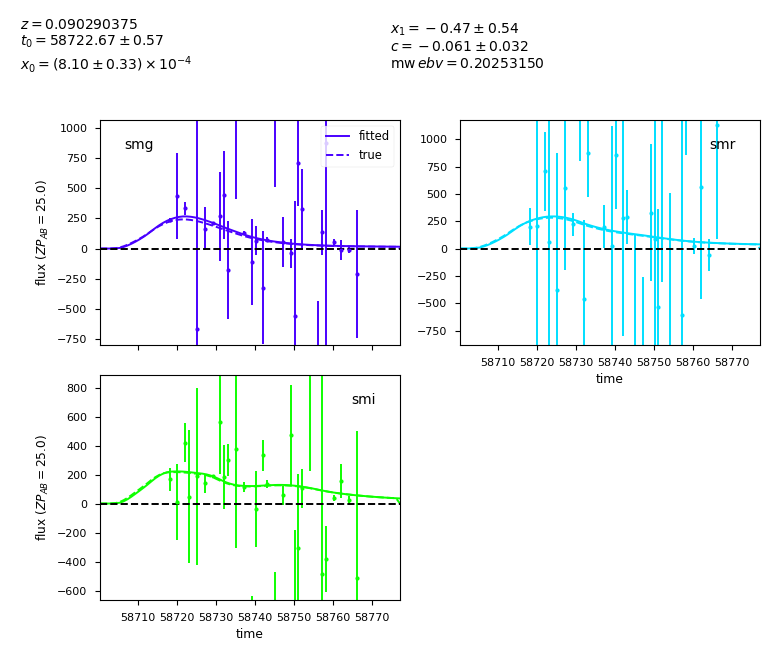 z = 0.090290375
t₀ = 58722.67 ± 0.57
x₀ = (8.10 ± 0.33) × 10⁻⁴
x₁ = −0.47 ± 0.54
c = −0.061 ± 0.032
mw ebv = 0.20253150
smg
fitted
true
1000
750
500
250
0
−250
−500
−750
flux (ZP_AB = 25.0)
smr
1000
750
500
250
0
−250
−500
−750
58710 58720 58730 58740 58750 58760 58770
time
smi
800
600
400
200
0
−200
−400
−600
flux (ZP_AB = 25.0)
58710 58720 58730 58740 58750 58760 58770
time